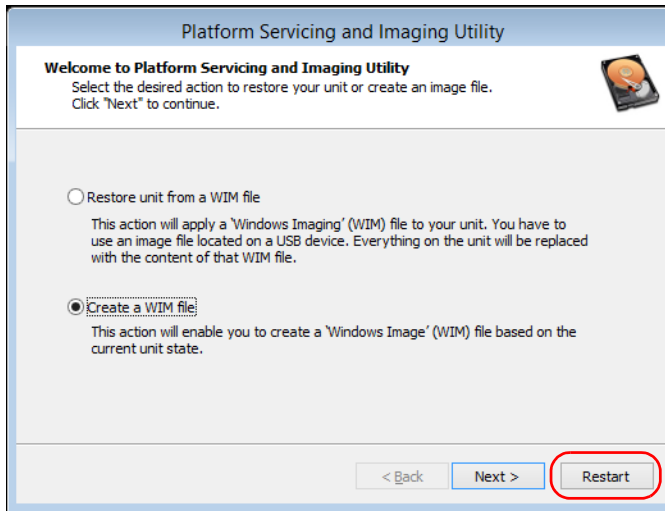 Platform Servicing and Imaging Utility
Welcome to Platform Servicing and Imaging Utility
Select the desired action to restore your unit or create an image file.
Click "Next" to continue.
Restore unit from a WIM file
This action will apply a ‘Windows Imaging’ (WIM) file to your unit. You have to
use an image file located on a USB device. Everything on the unit will be replaced
with the content of that WIM file.
Create a WIM file
This action will enable you to create a ‘Windows Image’ (WIM) file based on the
current unit state.
< Back
Next >
Restart